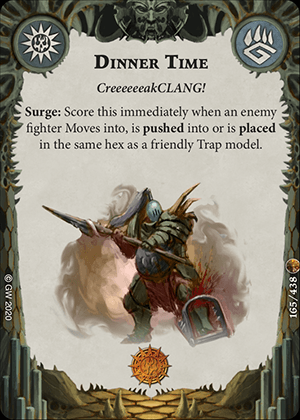 Dinner Time
CreeeeeakCLANG!
Surge: Score this immediately when an enemy
fighter Moves into, is pushed into or is placed
in the same hex as a friendly Trap model.
© GW 2020
165/438